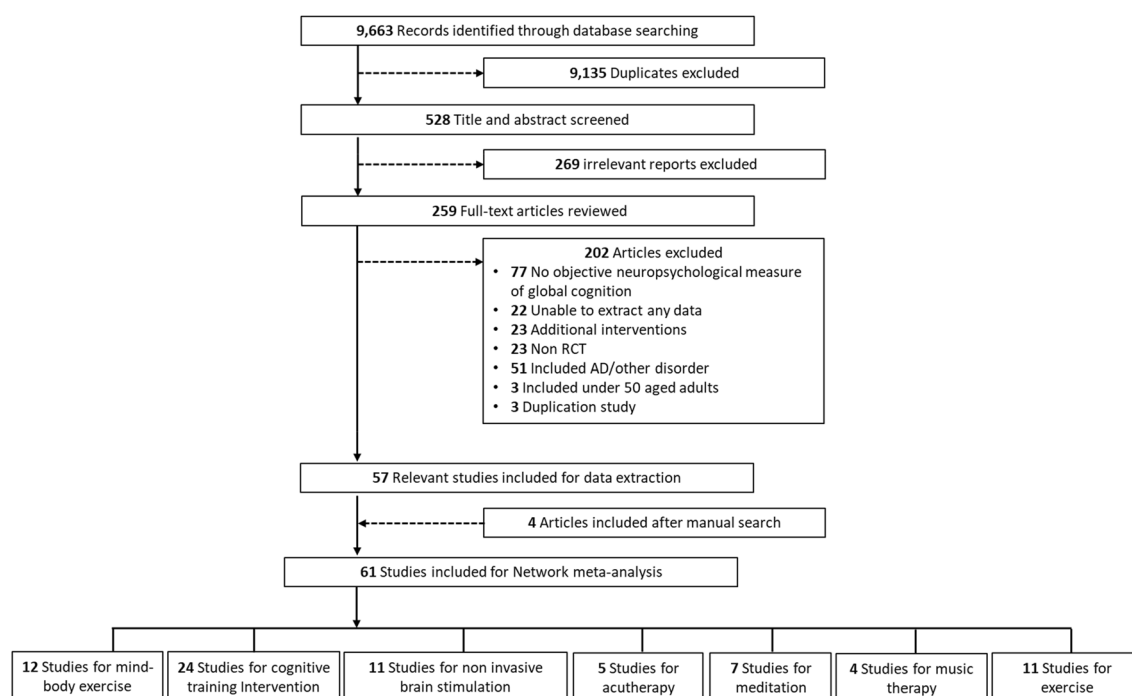 9,663 Records identified through database searching
9,135 Duplicates excluded
528 Title and abstract screened
269 irrelevant reports excluded
259 Full-text articles reviewed
202 Articles excluded
• 77 No objective neuropsychological measure
of global cognition
• 22 Unable to extract any data
• 23 Additional interventions
• 23 Non RCT
• 51 Included AD/other disorder
• 3 Included under 50 aged adults
• 3 Duplication study
57 Relevant studies included for data extraction
4 Articles included after manual search
61 Studies included for Network meta-analysis
12 Studies for mind-
body exercise
24 Studies for cognitive
training Intervention
11 Studies for non invasive
brain stimulation
5 Studies for
acutherapy
7 Studies for
meditation
4 Studies for music
therapy
11 Studies for
exercise